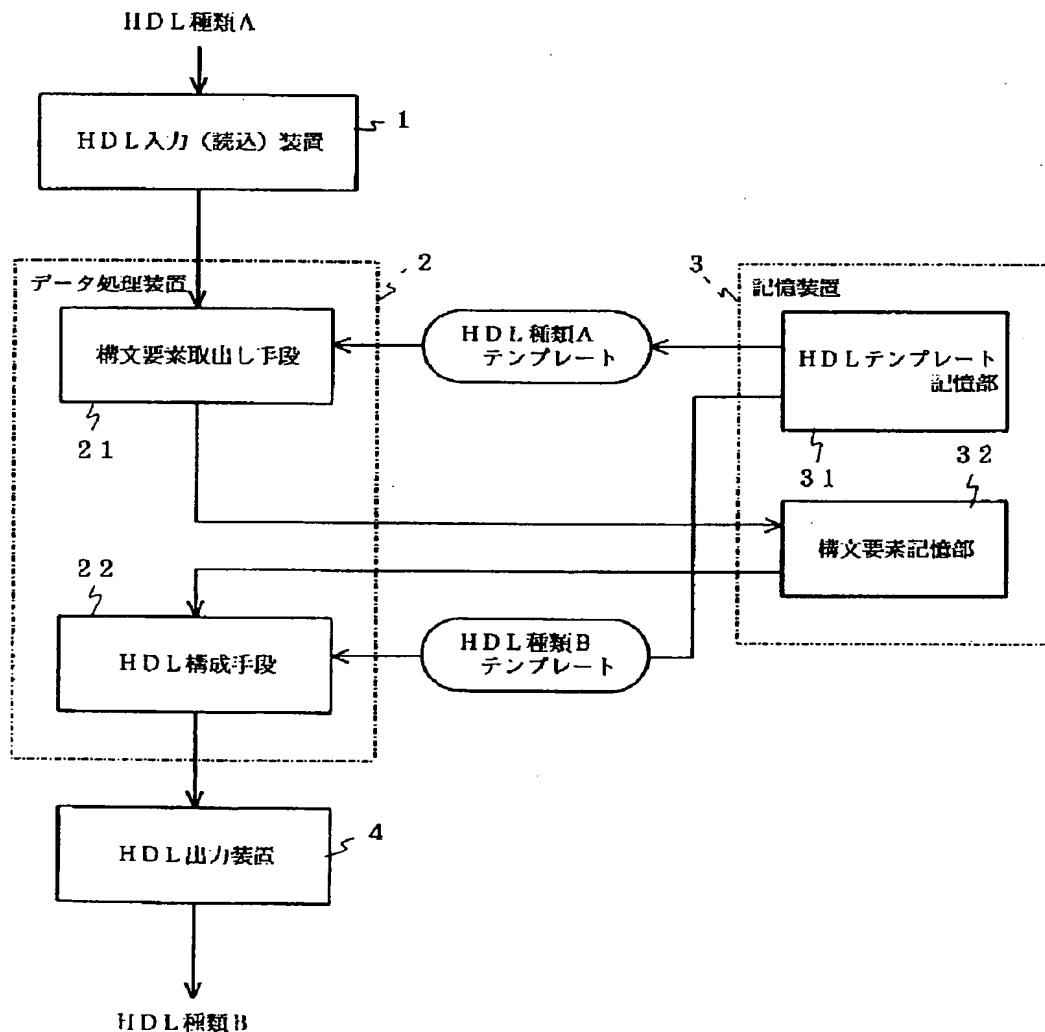 HDL種類A
HDL入力(読込)装置
1
データ処理装置
2
3
記憶装置
構文要素取出し手段
HDL種類A
テンプレート
HDLテンプレート
記憶部
21
31
32
構文要素記憶部
22
HDL構成手段
HDL種類B
テンプレート
HDL出力装置
4
HDL種類B